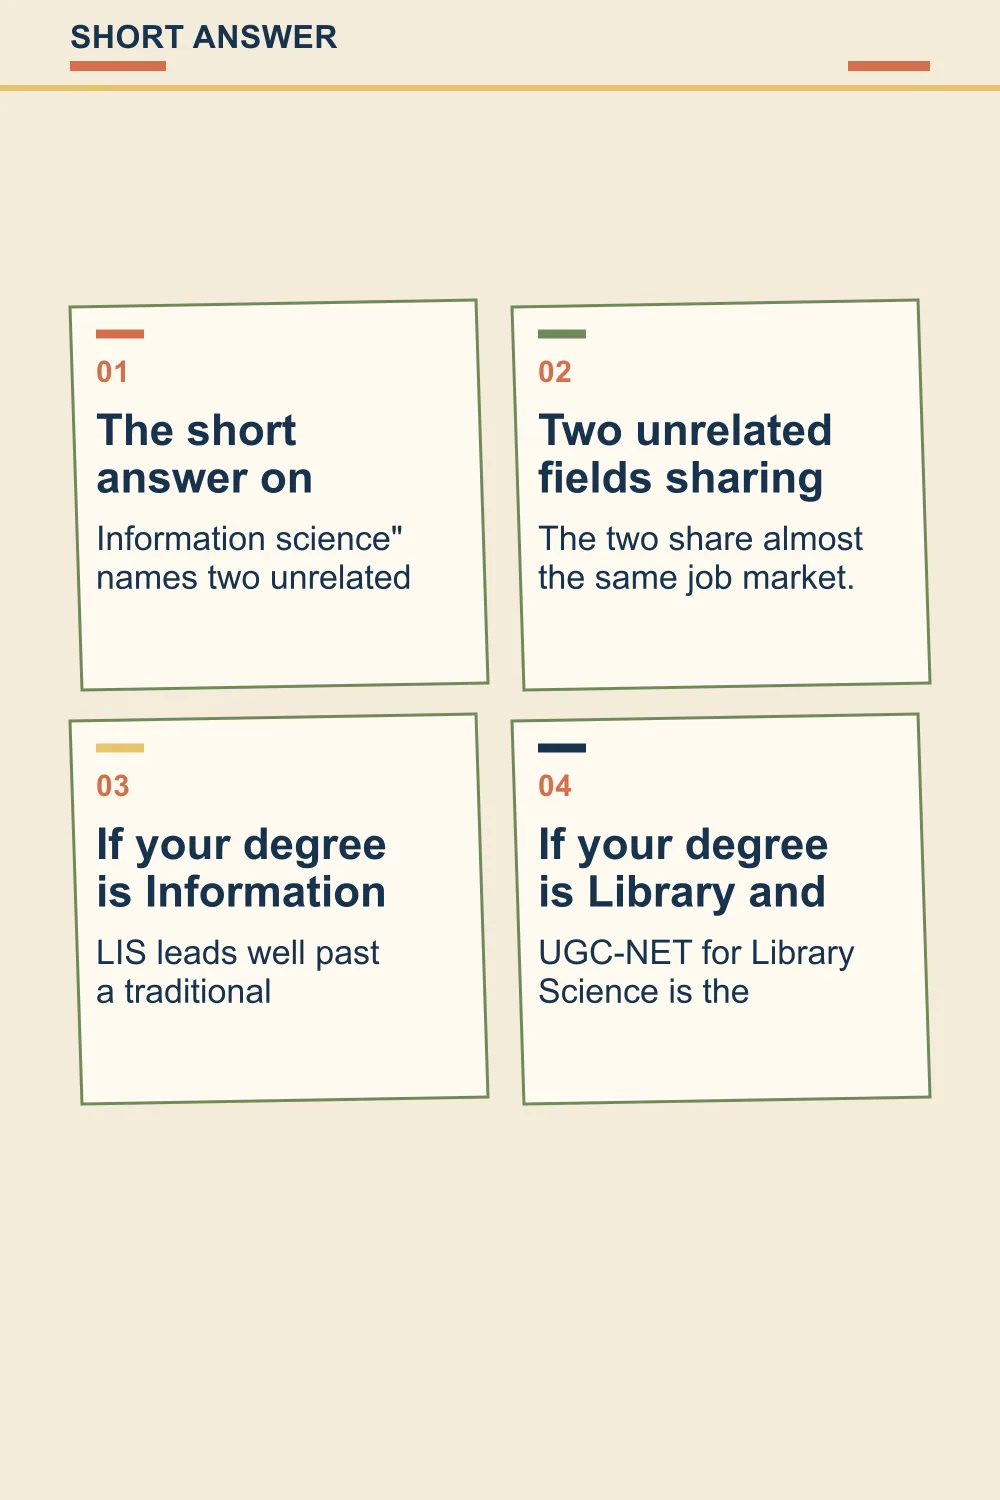 SHORT ANSWER
01
The short
answer on
Information science"
names two unrelated
02
Two unrelated
fields sharing
The two share almost
the same job market.
03
If your degree
is Information
LIS leads well past
a traditional
04
If your degree
is Library and
UGC-NET for Library
Science is the